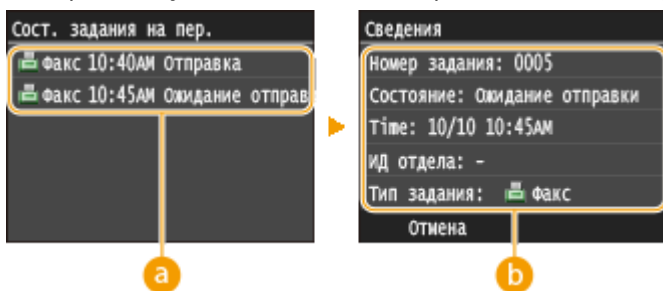 Сост. задания на пер.
Факс 10:40AM Отправка
Факс 10:45AM Ожидание отправ
a
Сведения
Номер задания: 0005
Состояние: Ожидание отправки
Time: 10/10 10:45AM
ИД отдела: -
Тип задания: Факс
Отмена
b